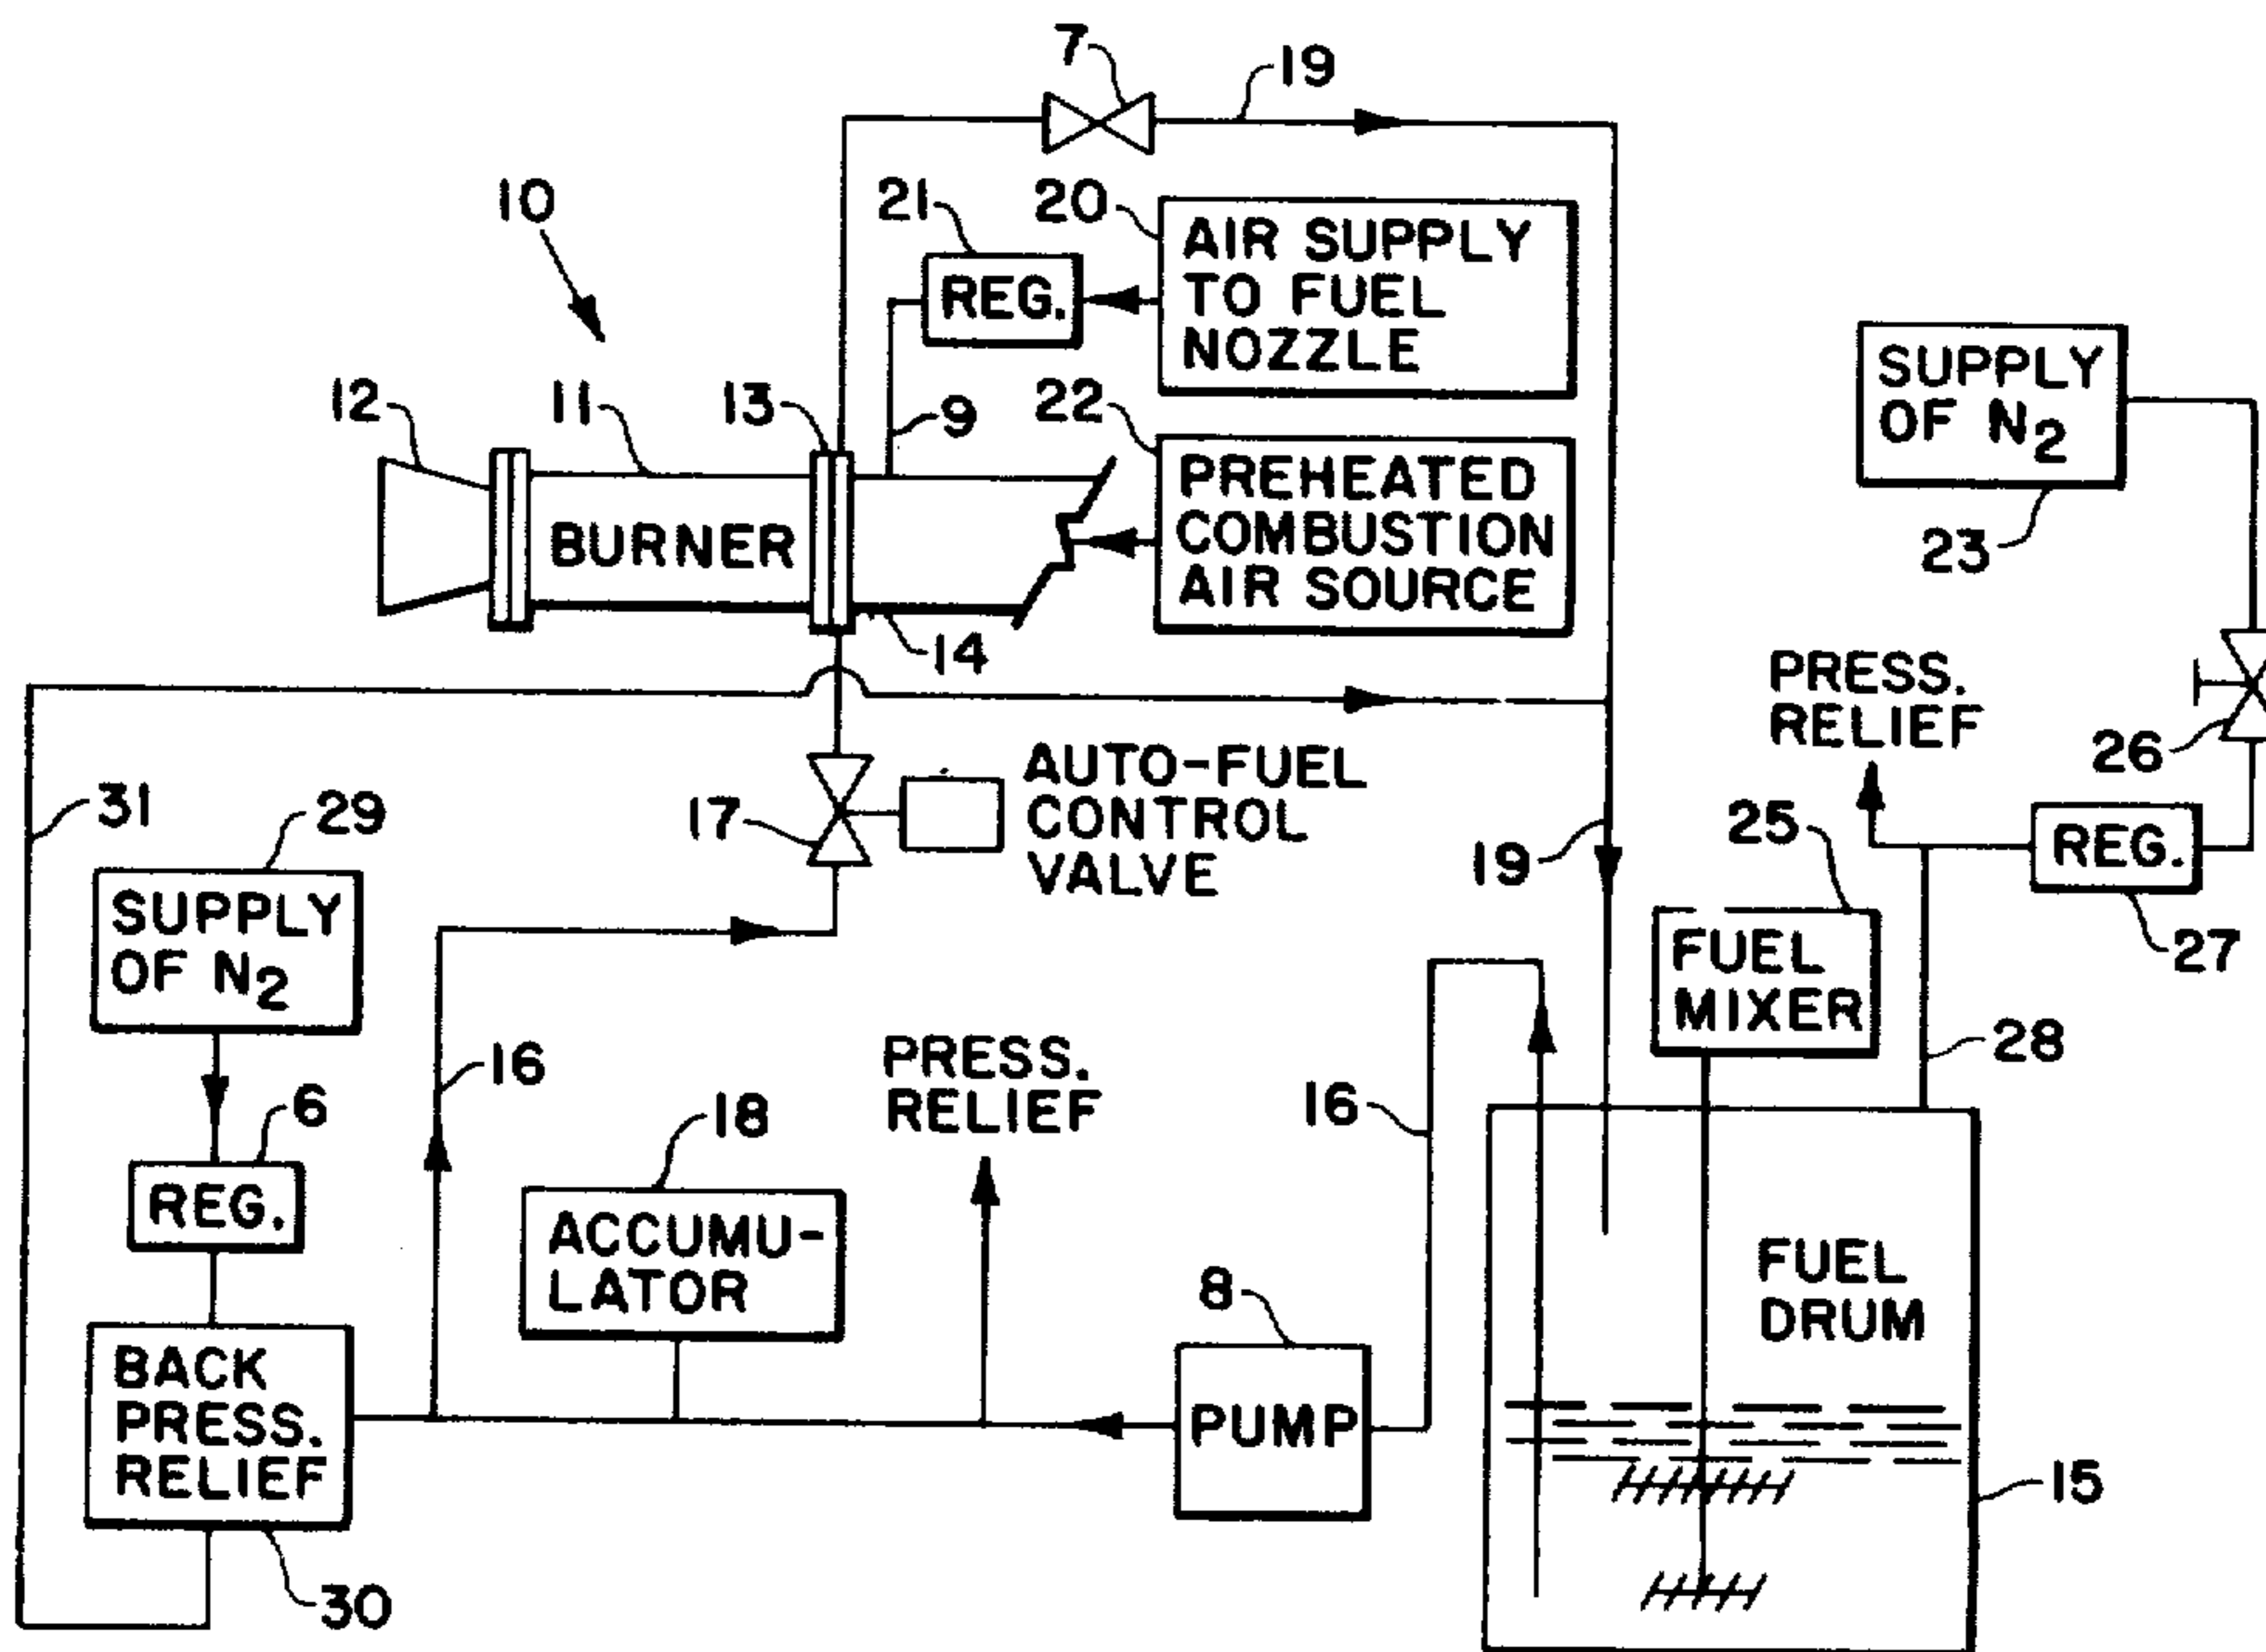 7
19
10
21
20
AIR SUPPLY
TO FUEL
NOZZLE
REG.
12
11
13
9
22
PREHEATED
COMBUSTION
AIR SOURCE
BURNER
14
SUPPLY
OF N2
23
PRESS.
RELIEF
26
31
29
17
AUTO-FUEL
CONTROL
VALVE
19
25
REG.
27
SUPPLY
OF N2
FUEL
MIXER
28
16
PRESS.
RELIEF
16
6
REG.
18
ACCUMU-
LATOR
8
PUMP
FUEL
DRUM
15
BACK
PRESS.
RELIEF
30